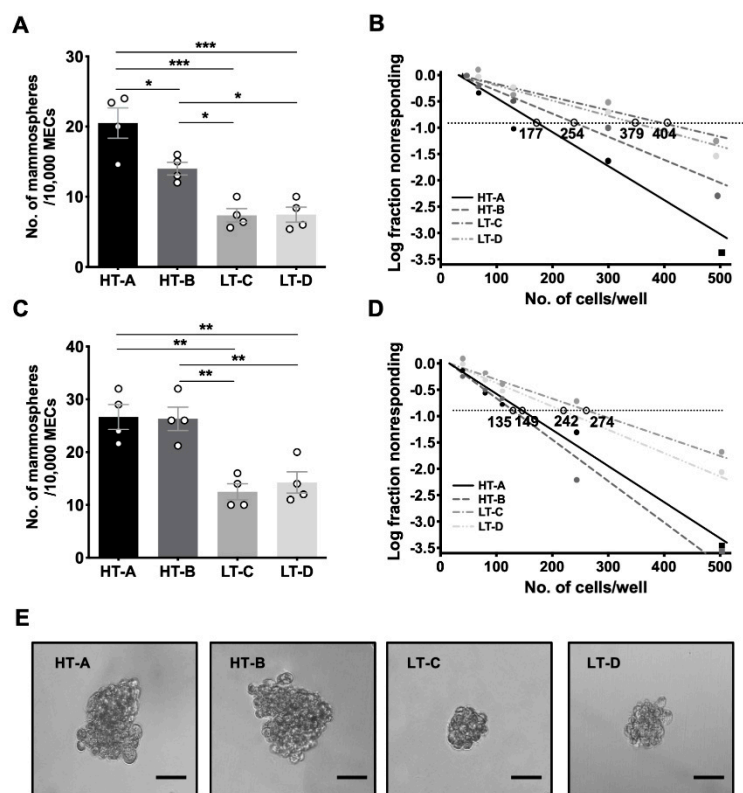 A
No. of mammospheres
/10,000 MECs
30
20
10
0
***
***
*
*
*
HT-A
HT-B
LT-C
LT-D
B
Log fraction nonresponding
0.0
-0.5
-1.0
-1.5
-2.0
-2.5
-3.0
-3.5
177
254
379
404
HT-A
HT-B
LT-C
LT-D
0
100
200
300
400
500
No. of cells/well
C
No. of mammospheres
/10,000 MECs
40
30
20
10
0
**
**
**
**
HT-A
HT-B
LT-C
LT-D
D
Log fraction nonresponding
0.0
-0.5
-1.0
-1.5
-2.0
-2.5
-3.0
-3.5
135
149
242
274
HT-A
HT-B
LT-C
LT-D
0
100
200
300
400
500
No. of cells/well
E
HT-A
HT-B
LT-C
LT-D